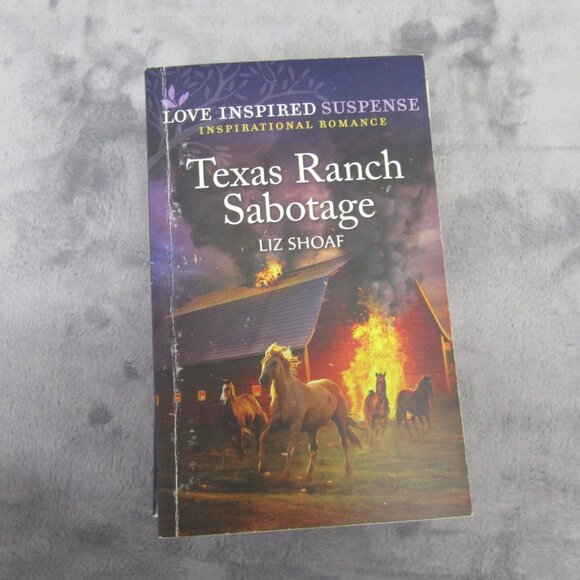 LOVE INSPIRED SUSPENSE
INSPIRATIONAL ROMANCE
Texas Ranch
Sabotage
LIZ SHOAF